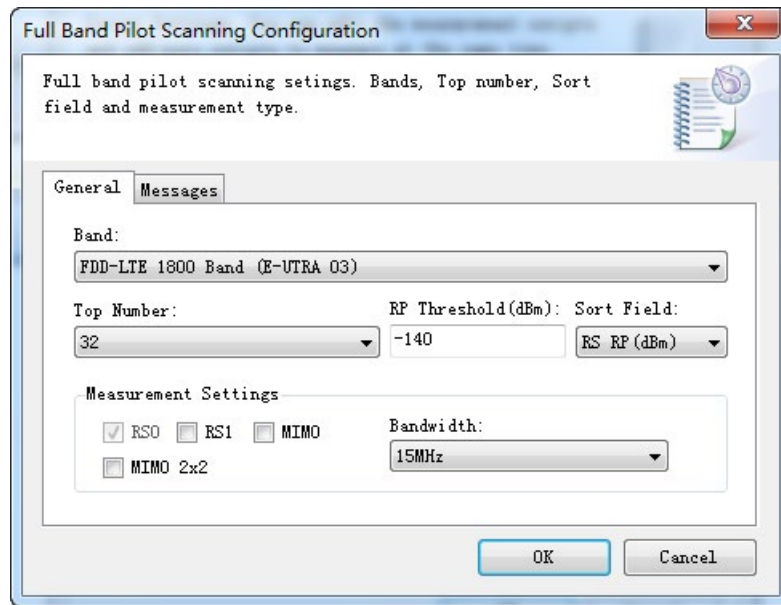 Full Band Pilot Scanning Configuration
Full band pilot scanning setings. Bands, Top number, Sort
field and measurement type.
General Messages
Band:
FDD-LTE 1800 Band (E-UTRA 03)
Top Number: RP Threshold(dBm): Sort Field:
32 -140 RS RP(dBm)
Measurement Settings
RS0 RS1 MIMO Bandwidth:
MIMO 2x2 15MHz
OK Cancel